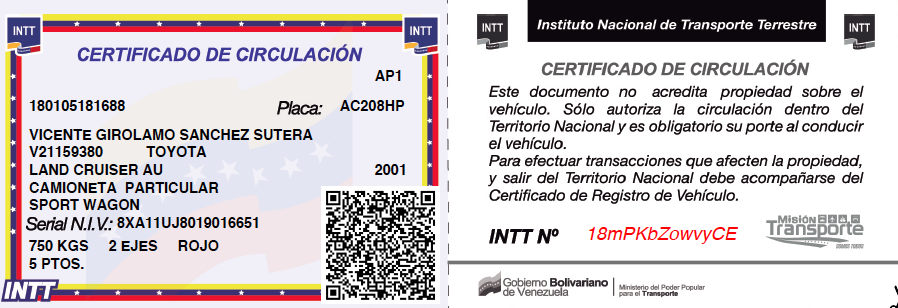 INTT
INTT
CERTIFICADO DE CIRCULACIÓN
AP1
180105181688 Placa: AC208HP
VICENTE GIROLAMO SANCHEZ SUTERA
V21159380 TOYOTA
LAND CRUISER AU 2001
CAMIONETA PARTICULAR
SPORT WAGON
Serial N.I.V.: 8XA11UJ8019016651
750 KGS 2 EJES ROJO
5 PTOS.
INTT
INTT
Instituto Nacional de Transporte Terrestre
INTT
CERTIFICADO DE CIRCULACIÓN
Este documento no acredita propiedad sobre el
vehículo. Sólo autoriza la circulación dentro del
Territorio Nacional y es obligatorio su porte al conducir
el vehículo.
Para efectuar transacciones que afecten la propiedad,
y salir del Territorio Nacional debe acompañarse del
Certificado de Registro de Vehículo.
INTT Nº 18mPKbZowvyCE
Misión
Transporte
Gobierno Bolivariano
de Venezuela
Ministerio del Poder Popular
para el Transporte